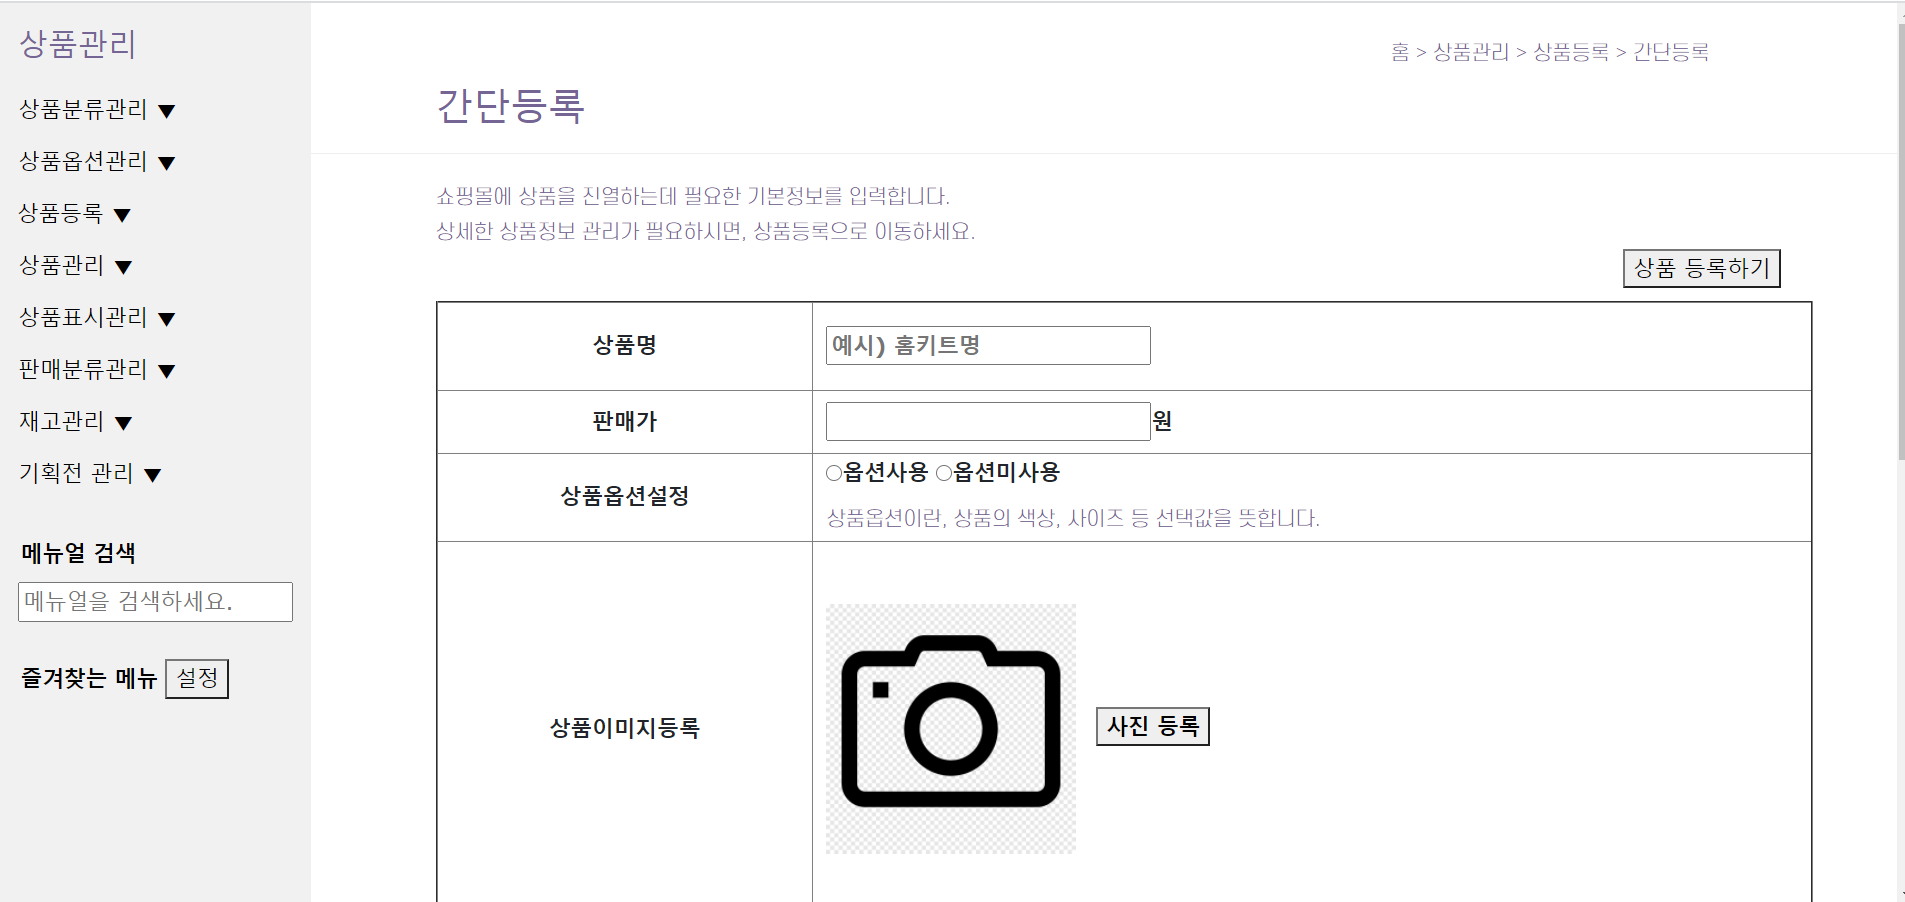 상품관리
상품분류관리 ▼
상품옵션관리 ▼
상품등록 ▼
상품관리 ▼
상품표시관리 ▼
판매분류관리 ▼
재고관리 ▼
기획전 관리 ▼
메뉴얼 검색
메뉴얼을 검색하세요.
즐겨찾는 메뉴 설정
홈 > 상품관리 > 상품등록 > 간단등록
간단등록
쇼핑몰에 상품을 진열하는데 필요한 기본정보를 입력합니다.
상세한 상품정보 관리가 필요하시면, 상품등록으로 이동하세요.
상품 등록하기
상품명 예시) 홈키트명
판매가 원
상품옵션설정 옵션사용 옵션미사용
상품옵션이란, 상품의 색상, 사이즈 등 선택값을 뜻합니다.
상품이미지등록 사진 등록